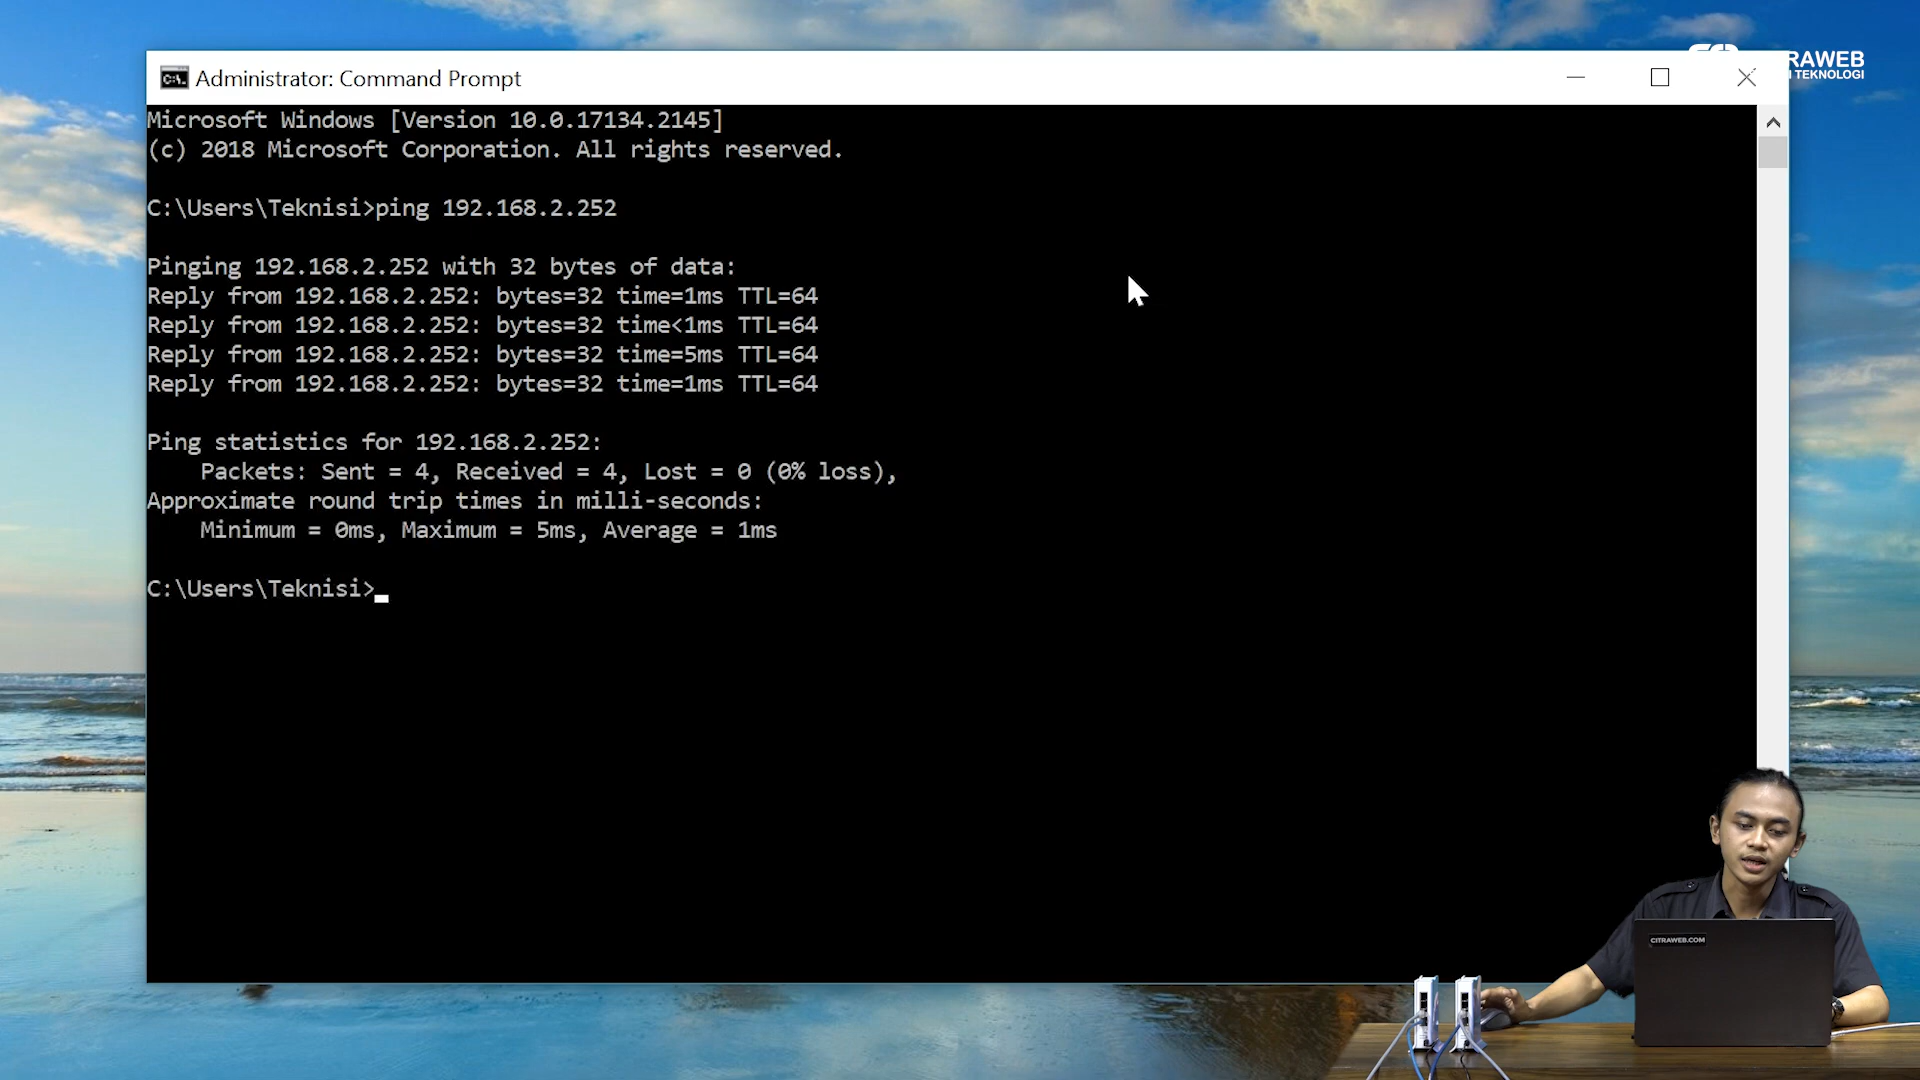 Administrator: Command Prompt
RAWEB
I TEKNOLOGI
Microsoft Windows [Version 10.0.17134.2145]
(c) 2018 Microsoft Corporation. All rights reserved.
C:\Users\Teknisi>ping 192.168.2.252
Pinging 192.168.2.252 with 32 bytes of data:
Reply from 192.168.2.252: bytes=32 time=1ms TTL=64
Reply from 192.168.2.252: bytes=32 time<1ms TTL=64
Reply from 192.168.2.252: bytes=32 time=5ms TTL=64
Reply from 192.168.2.252: bytes=32 time=1ms TTL=64
Ping statistics for 192.168.2.252:
Packets: Sent = 4, Received = 4, Lost = 0 (0% loss),
Approximate round trip times in milli-seconds:
Minimum = 0ms, Maximum = 5ms, Average = 1ms
C:\Users\Teknisi>
CITRAWEB.COM